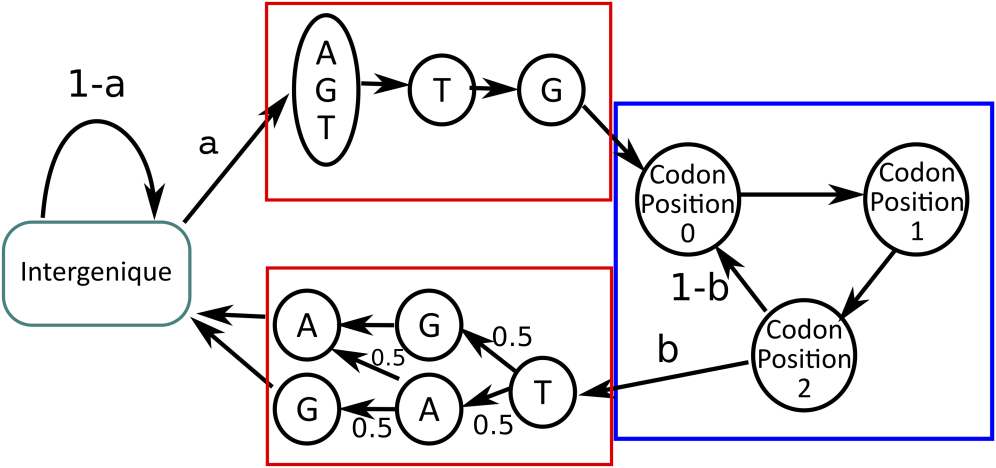 1-a
a
A
G
T
T
G
Codon
Position
0
Codon
Position
1
Codon
Position
2
1-b
b
Intergenique
A
G
0.5
0.5
T
G
A
0.5
0.5